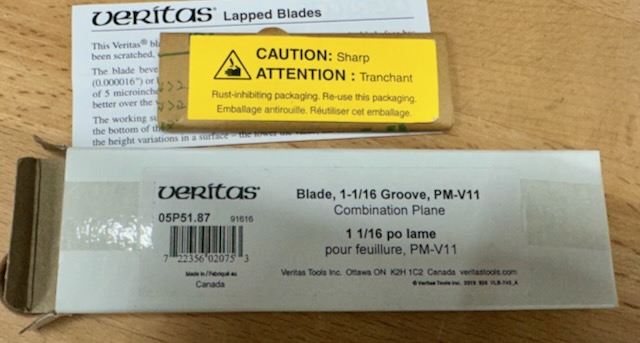 veritas® Lapped Blades
This Veritas® bla
been scratched,
The blade beve
(0.000016") or
of 5 microinche
better over the
The working su
the bottom of th
the height variations in a surface – the lower the
CAUTION: Sharp
ATTENTION : Tranchant
Rust-inhibiting packaging. Re-use this packaging.
Emballage antirouille. Réutiliser cet emballage.
veritas®
05P51.87 91616
7 22356 02075 3
Made in / Fabriqué au
Canada
Blade, 1-1/16 Groove, PM-V11
Combination Plane
1 1/16 po lame
pour feuillure, PM-V11
Veritas Tools Inc. Ottawa ON K2H 1C2 Canada veritastools.com
© Veritas Tools Inc. 2019